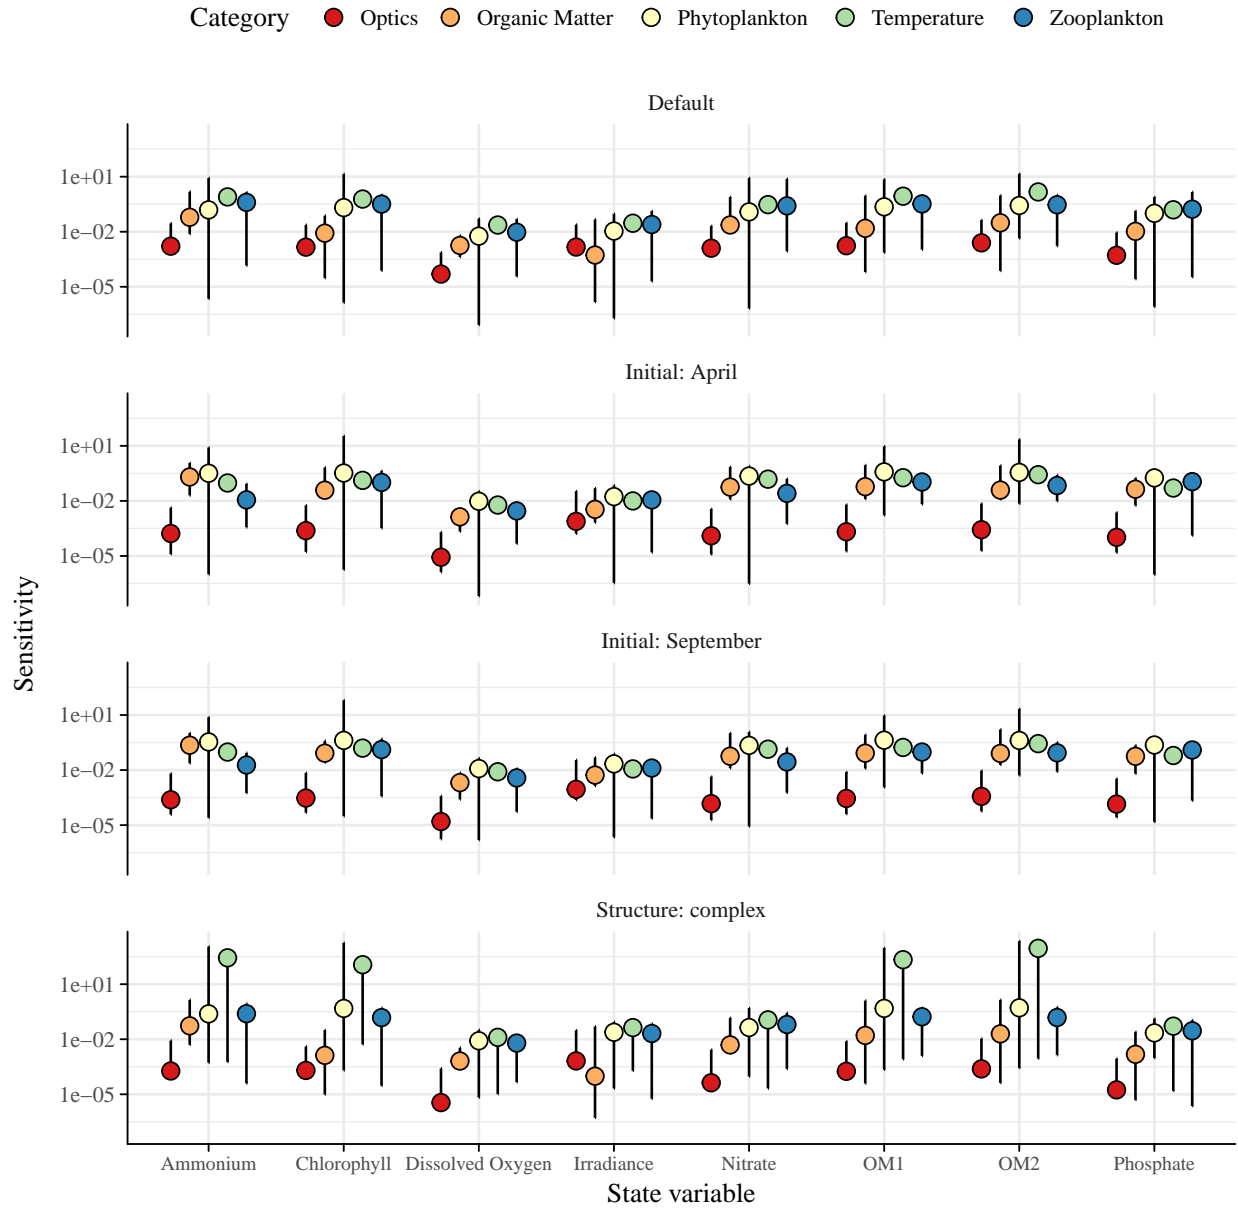 Category Optics Organic Matter Phytoplankton Temperature Zooplankton
Default
1e+01
1e−02
1e−05
Initial: April
1e+01
1e−02
1e−05
Initial: September
1e+01
1e−02
1e−05
Structure: complex
1e+01
1e−02
1e−05
Sensitivity
Ammonium Chlorophyll Dissolved Oxygen Irradiance Nitrate OM1 OM2 Phosphate
State variable